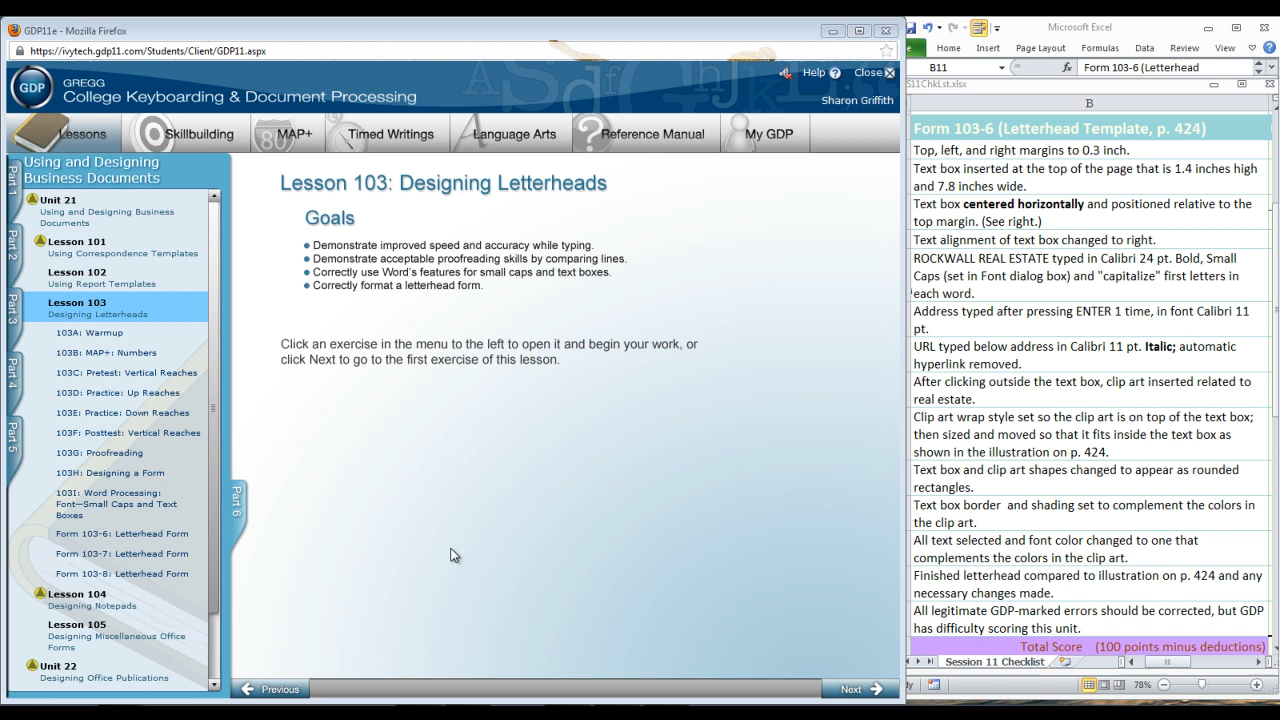 GDP11e - Mozilla Firefox
https://ivytech.gdp11.com/Students/Client/GDP11.aspx
GDP
GREGG
College Keyboarding & Document Processing
Help
Close
Sharon Griffith
Lessons
Skillbuilding
MAP+
Timed Writings
Language Arts
Reference Manual
My GDP
Part 1
Part 2
Part 3
Part 4
Part 5
Part 6
Using and Designing
Business Documents
Unit 21
Using and Designing Business
Documents
Lesson 101
Using Correspondence Templates
Lesson 102
Using Report Templates
Lesson 103
Designing Letterheads
103A: Warmup
103B: MAP+: Numbers
103C: Pretest: Vertical Reaches
103D: Practice: Up Reaches
103E: Practice: Down Reaches
103F: Posttest: Vertical Reaches
103G: Proofreading
103H: Designing a Form
103I: Word Processing:
Font—Small Caps and Text
Boxes
Form 103-6: Letterhead Form
Form 103-7: Letterhead Form
Form 103-8: Letterhead Form
Lesson 104
Designing Notepads
Lesson 105
Designing Miscellaneous Office
Forms
Unit 22
Designing Office Publications
Lesson 103: Designing Letterheads
Goals
Demonstrate improved speed and accuracy while typing.
Demonstrate acceptable proofreading skills by comparing lines.
Correctly use Word's features for small caps and text boxes.
Correctly format a letterhead form.
Click an exercise in the menu to the left to open it and begin your work, or
click Next to go to the first exercise of this lesson.
Previous
Next
Microsoft Excel
Home
Insert
Page Layout
Formulas
Data
Review
View
B11
fx
Form 103-6 (Letterhead
S11ChkLst.xlsx
B
Form 103-6 (Letterhead Template, p. 424)
Top, left, and right margins to 0.3 inch.
Text box inserted at the top of the page that is 1.4 inches high
and 7.8 inches wide.
Text box centered horizontally and positioned relative to the
top margin. (See right.)
Text alignment of text box changed to right.
ROCKWALL REAL ESTATE typed in Calibri 24 pt. Bold, Small
Caps (set in Font dialog box) and "capitalize" first letters in
each word.
Address typed after pressing ENTER 1 time, in font Calibri 11
pt.
URL typed below address in Calibri 11 pt. Italic; automatic
hyperlink removed.
After clicking outside the text box, clip art inserted related to
real estate.
Clip art wrap style set so the clip art is on top of the text box;
then sized and moved so that it fits inside the text box as
shown in the illustration on p. 424.
Text box and clip art shapes changed to appear as rounded
rectangles.
Text box border and shading set to complement the colors in
the clip art.
All text selected and font color changed to one that
complements the colors in the clip art.
Finished letterhead compared to illustration on p. 424 and any
necessary changes made.
All legitimate GDP-marked errors should be corrected, but GDP
has difficulty scoring this unit.
Total Score (100 points minus deductions)
Session 11 Checklist
78%